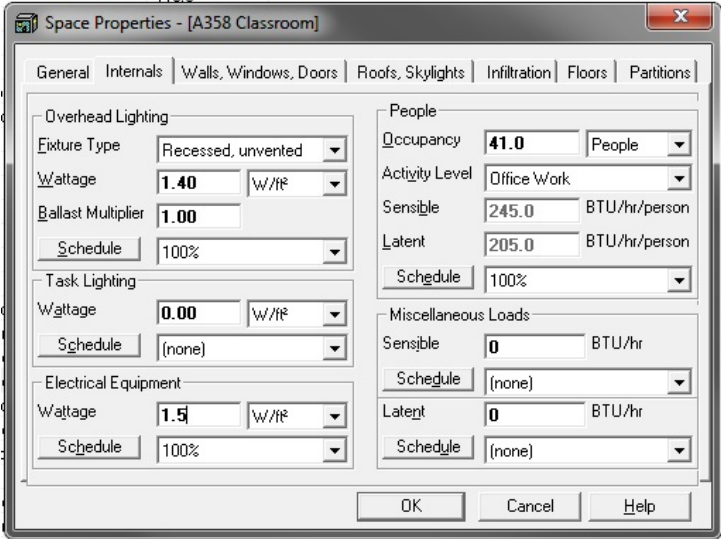 Space Properties - [A358 Classroom]
General Internals Walls, Windows, Doors Roofs, Skylights Infiltration Floors Partitions
Overhead Lighting
Fixture Type Recessed, unvented
Wattage 1.40 W/ft²
Ballast Multiplier 1.00
Schedule 100%
Task Lighting
Wattage 0.00 W/ft²
Schedule (none)
Electrical Equipment
Wattage 1.5 W/ft²
Schedule 100%
People
Occupancy 41.0 People
Activity Level Office Work
Sensible 245.0 BTU/hr/person
Latent 205.0 BTU/hr/person
Schedule 100%
Miscellaneous Loads
Sensible 0 BTU/hr
Schedule (none)
Latent 0 BTU/hr
Schedule (none)
OK Cancel Help